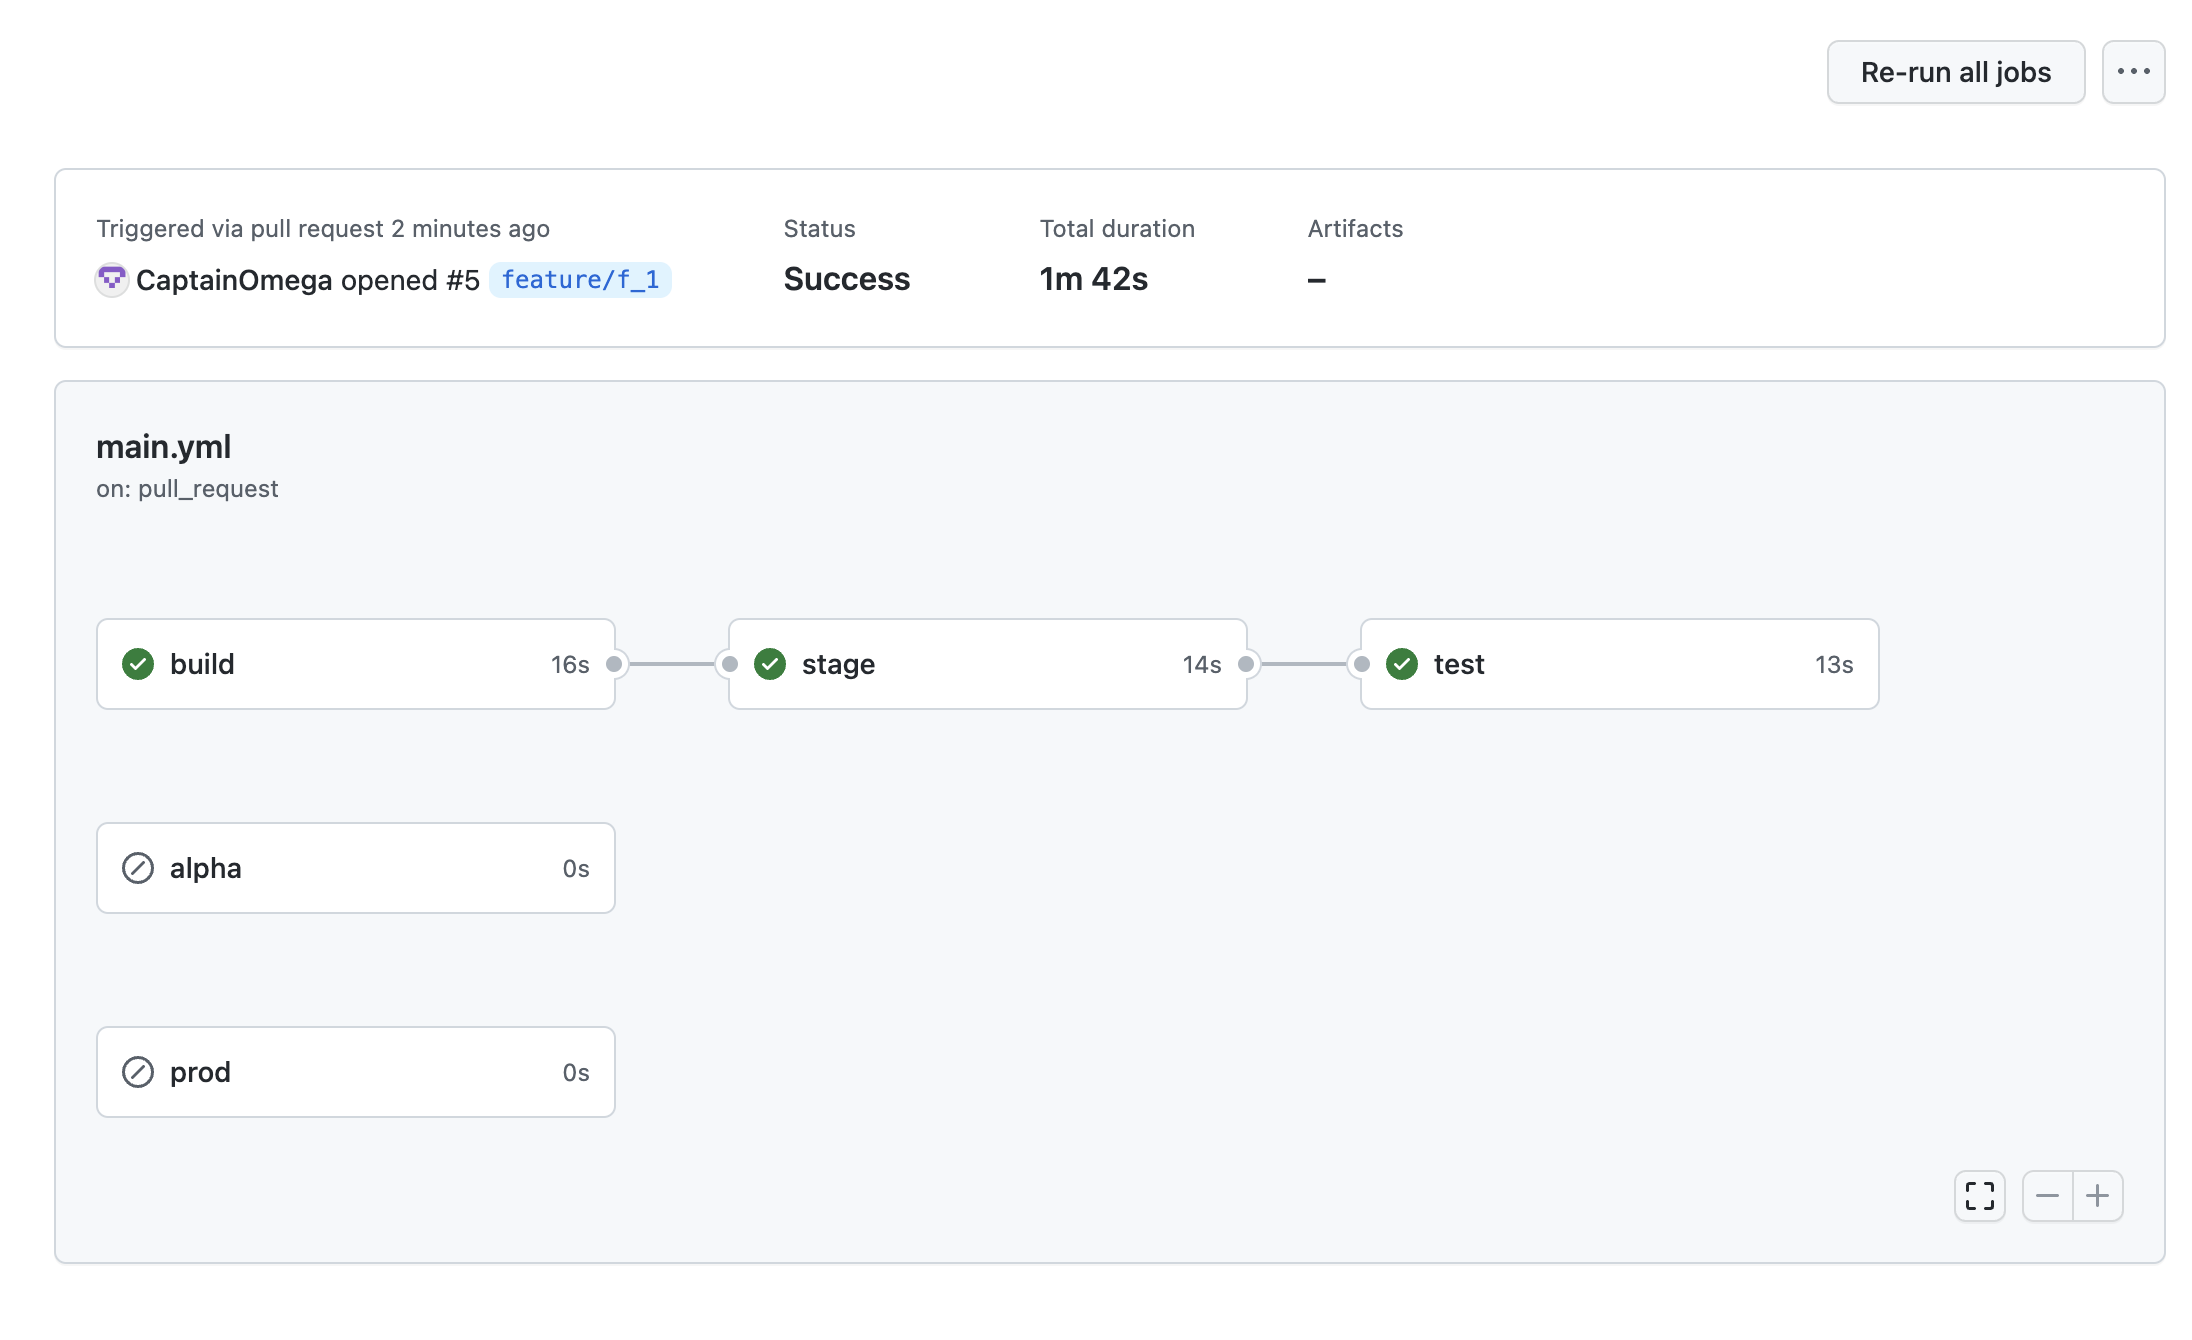 Re-run all jobs
Triggered via pull request 2 minutes ago
CaptainOmega opened #5 feature/f_1
Status
Success
Total duration
1m 42s
Artifacts
–
main.yml
on: pull_request
build 16s
stage 14s
test 13s
alpha 0s
prod 0s